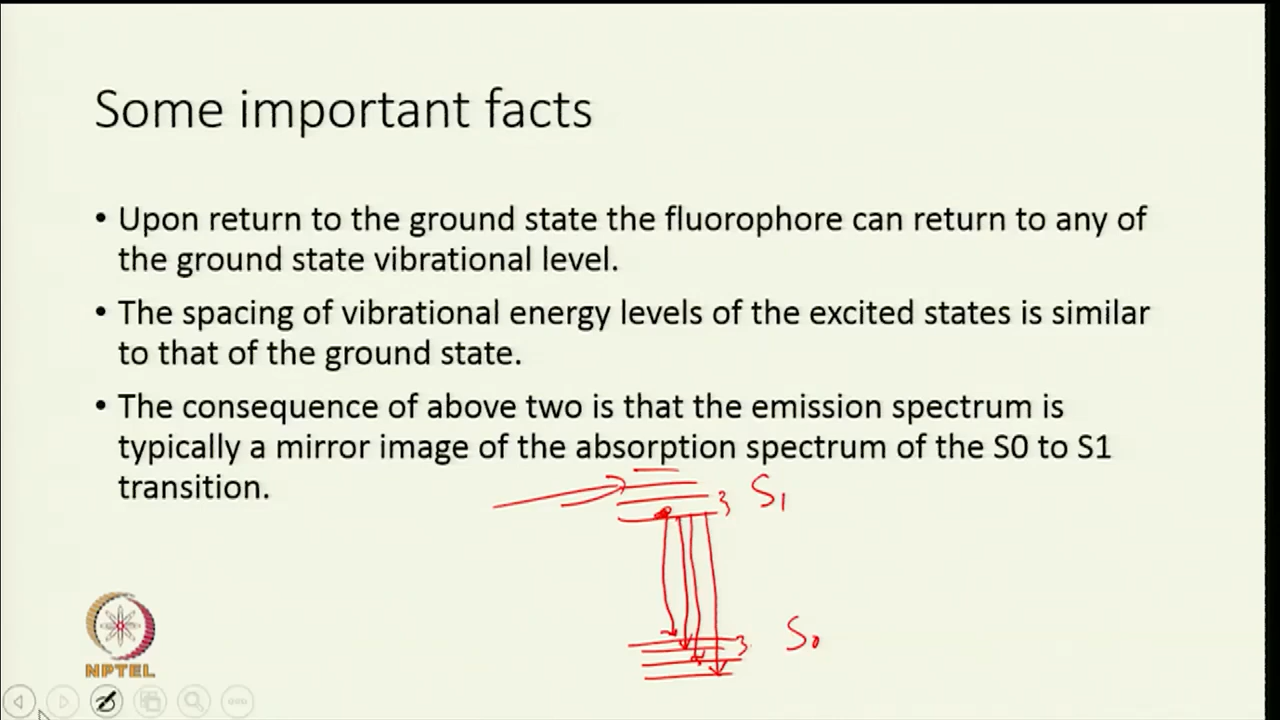 Some important facts
• Upon return to the ground state the fluorophore can return to any of
the ground state vibrational level.
• The spacing of vibrational energy levels of the excited states is similar
to that of the ground state.
• The consequence of above two is that the emission spectrum is
typically a mirror image of the absorption spectrum of the S0 to S1
transition.
S₁
S₀
NPTEL